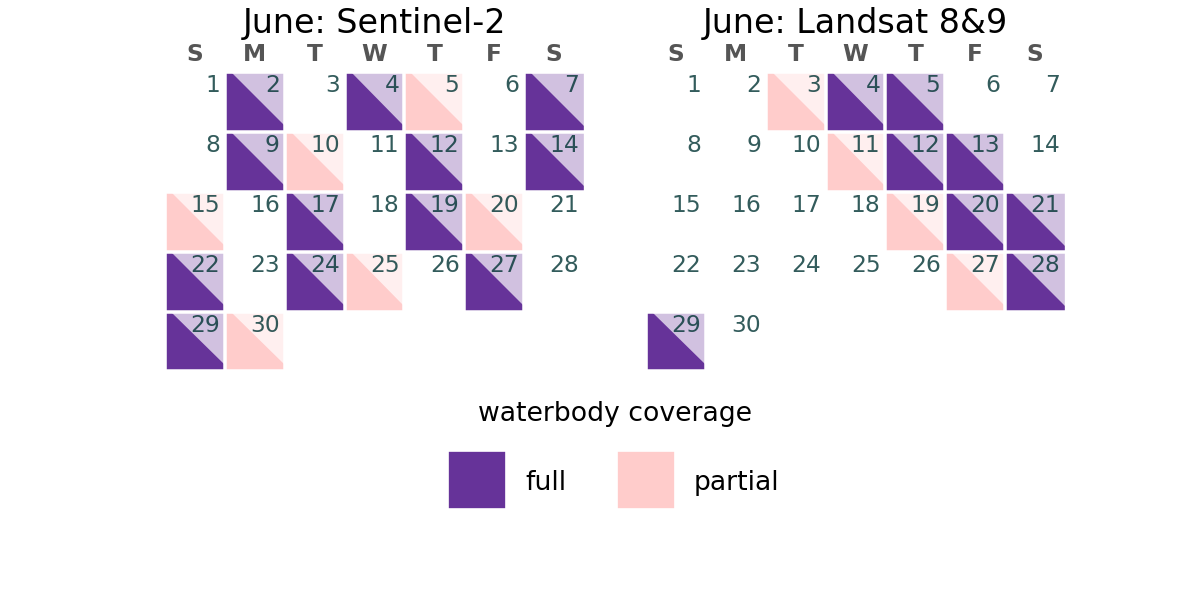 June: Sentinel-2
S M T W T F S
1 2 3 4 5 6 7
8 9 10 11 12 13 14
15 16 17 18 19 20 21
22 23 24 25 26 27 28
29 30
June: Landsat 8&9
S M T W T F S
1 2 3 4 5 6 7
8 9 10 11 12 13 14
15 16 17 18 19 20 21
22 23 24 25 26 27 28
29 30
waterbody coverage
full partial